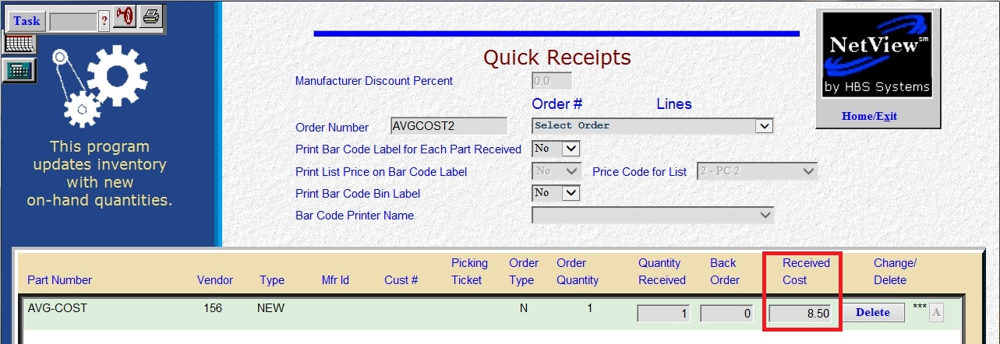 Task ?
NetView℠
by HBS Systems
Home/Exit
This program
updates inventory
with new
on-hand quantities.
Quick Receipts
Manufacturer Discount Percent 0.0
Order # Lines
Order Number AVGCOST2 Select Order
Print Bar Code Label for Each Part Received No
Print List Price on Bar Code Label No Price Code for List 2 - PC 2
Print Bar Code Bin Label No
Bar Code Printer Name
Picking Order Order Quantity Back Received Change/
Part Number Vendor Type Mfr Id Cust # Ticket Type Quantity Received Order Cost Delete
AVG-COST 156 NEW N 1 1 0 8.50 Delete *** A